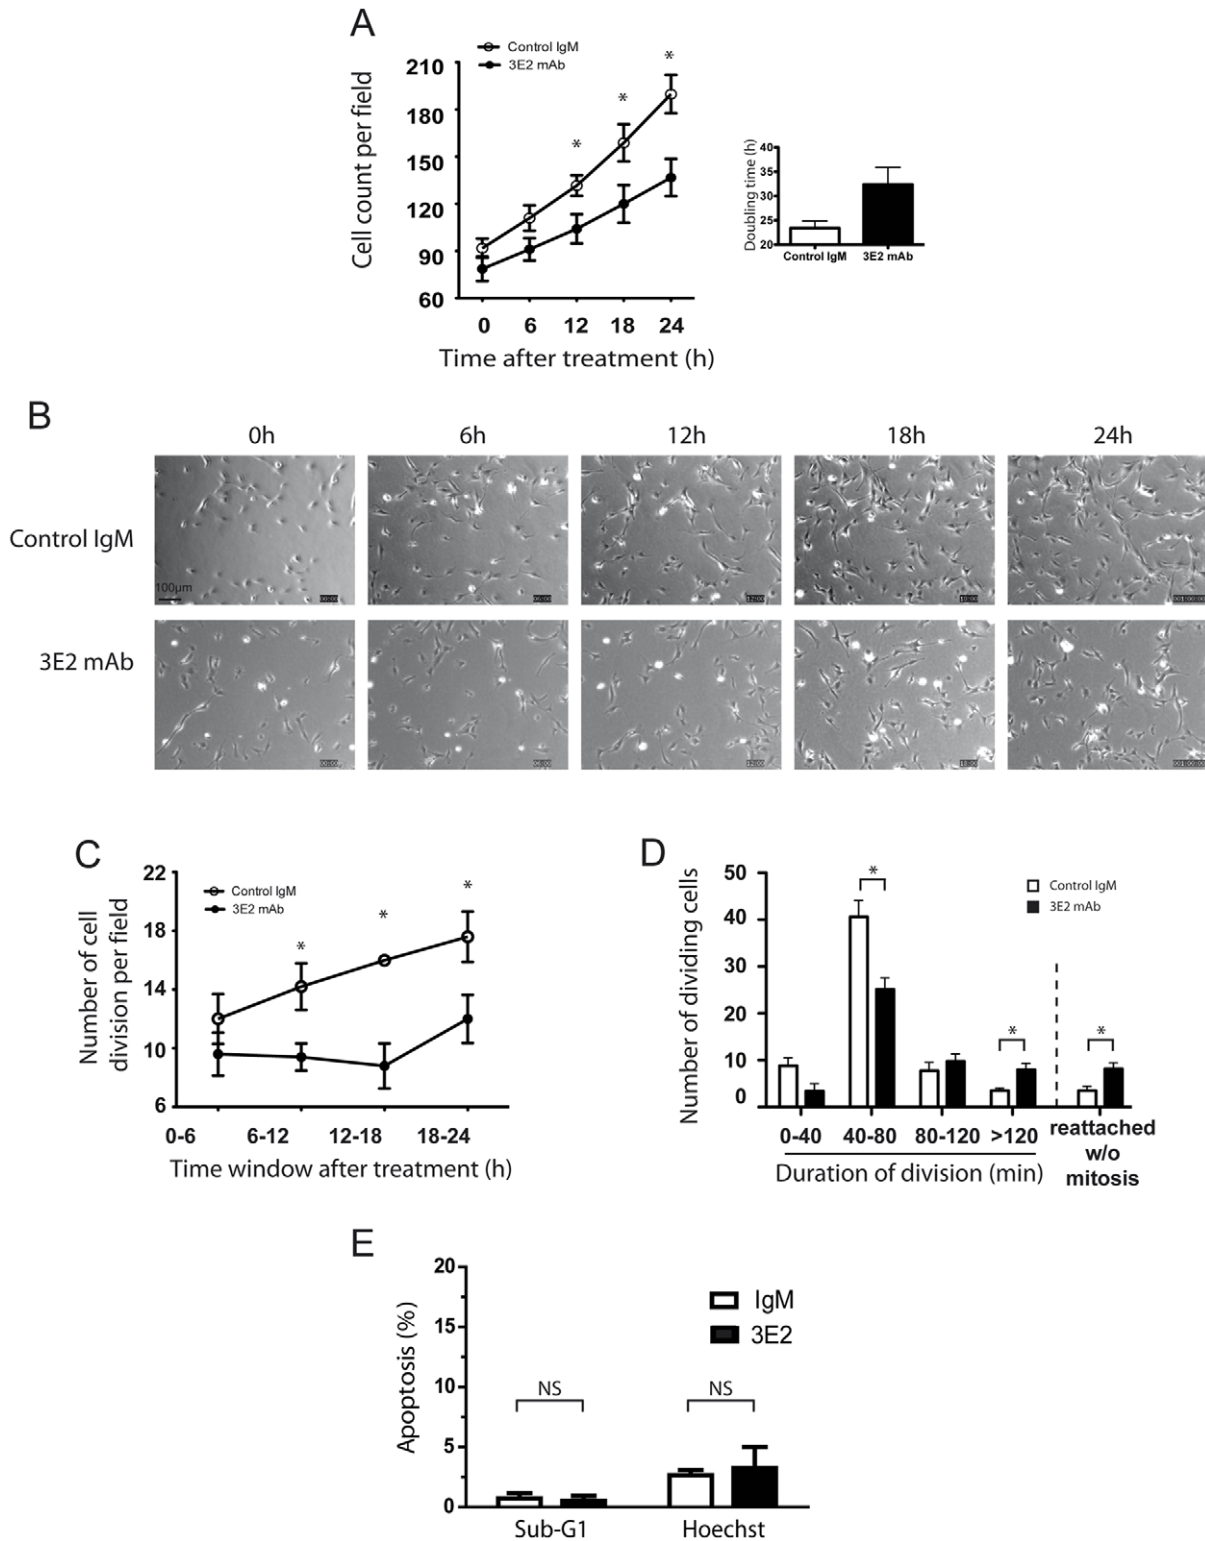 A
Control IgM
3E2 mAb
Cell count per field
210
180
150
120
90
60
*
*
*
0 6 12 18 24
Time after treatment (h)
Doubling time (h)
40
35
30
25
20
Control IgM 3E2 mAb
B
0h 6h 12h 18h 24h
Control IgM
100μm
3E2 mAb
C
Number of cell
division per field
22
18
14
10
6
Control IgM
3E2 mAb
*
*
*
0-6 6-12 12-18 18-24
Time window after treatment (h)
D
Number of dividing cells
50
40
30
20
10
0
Control IgM
3E2 mAb
*
*
*
0-40 40-80 80-120 >120
Duration of division (min)
reattached
w/o
mitosis
E
Apoptosis (%)
20
15
10
5
0
IgM
3E2
NS NS
Sub-G1 Hoechst